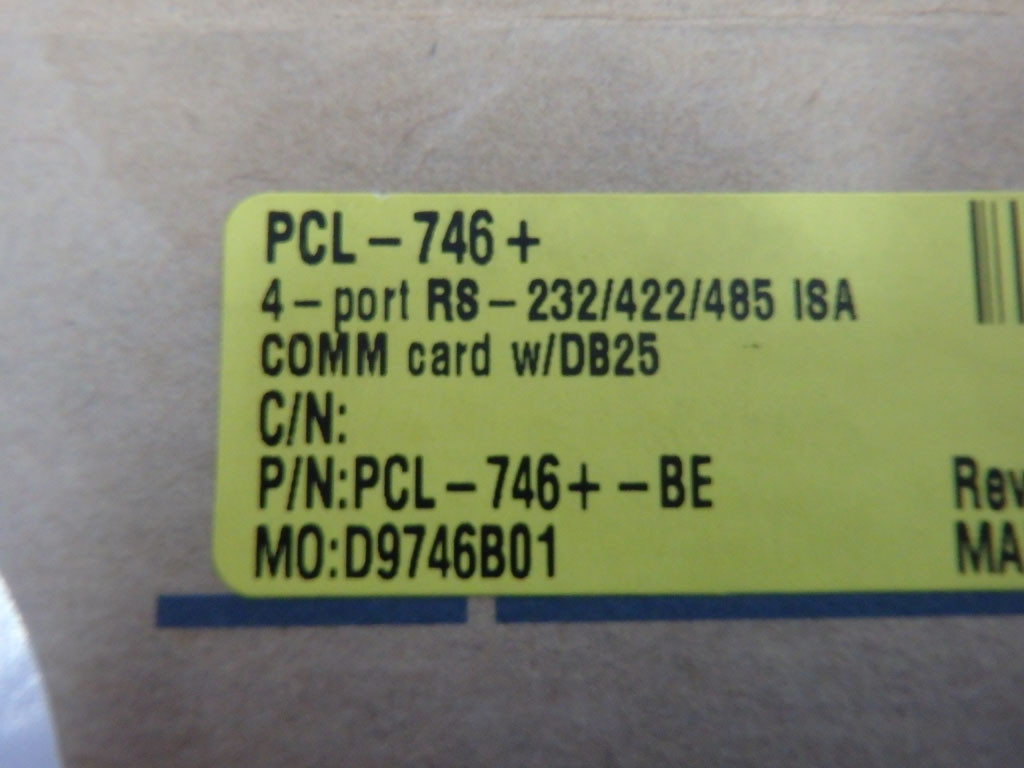 PCL-746+
4-port RS-232/422/485 ISA
COMM card w/DB25
C/N:
P/N:PCL-746+-BE
Rev
MO:D9746B01
MA